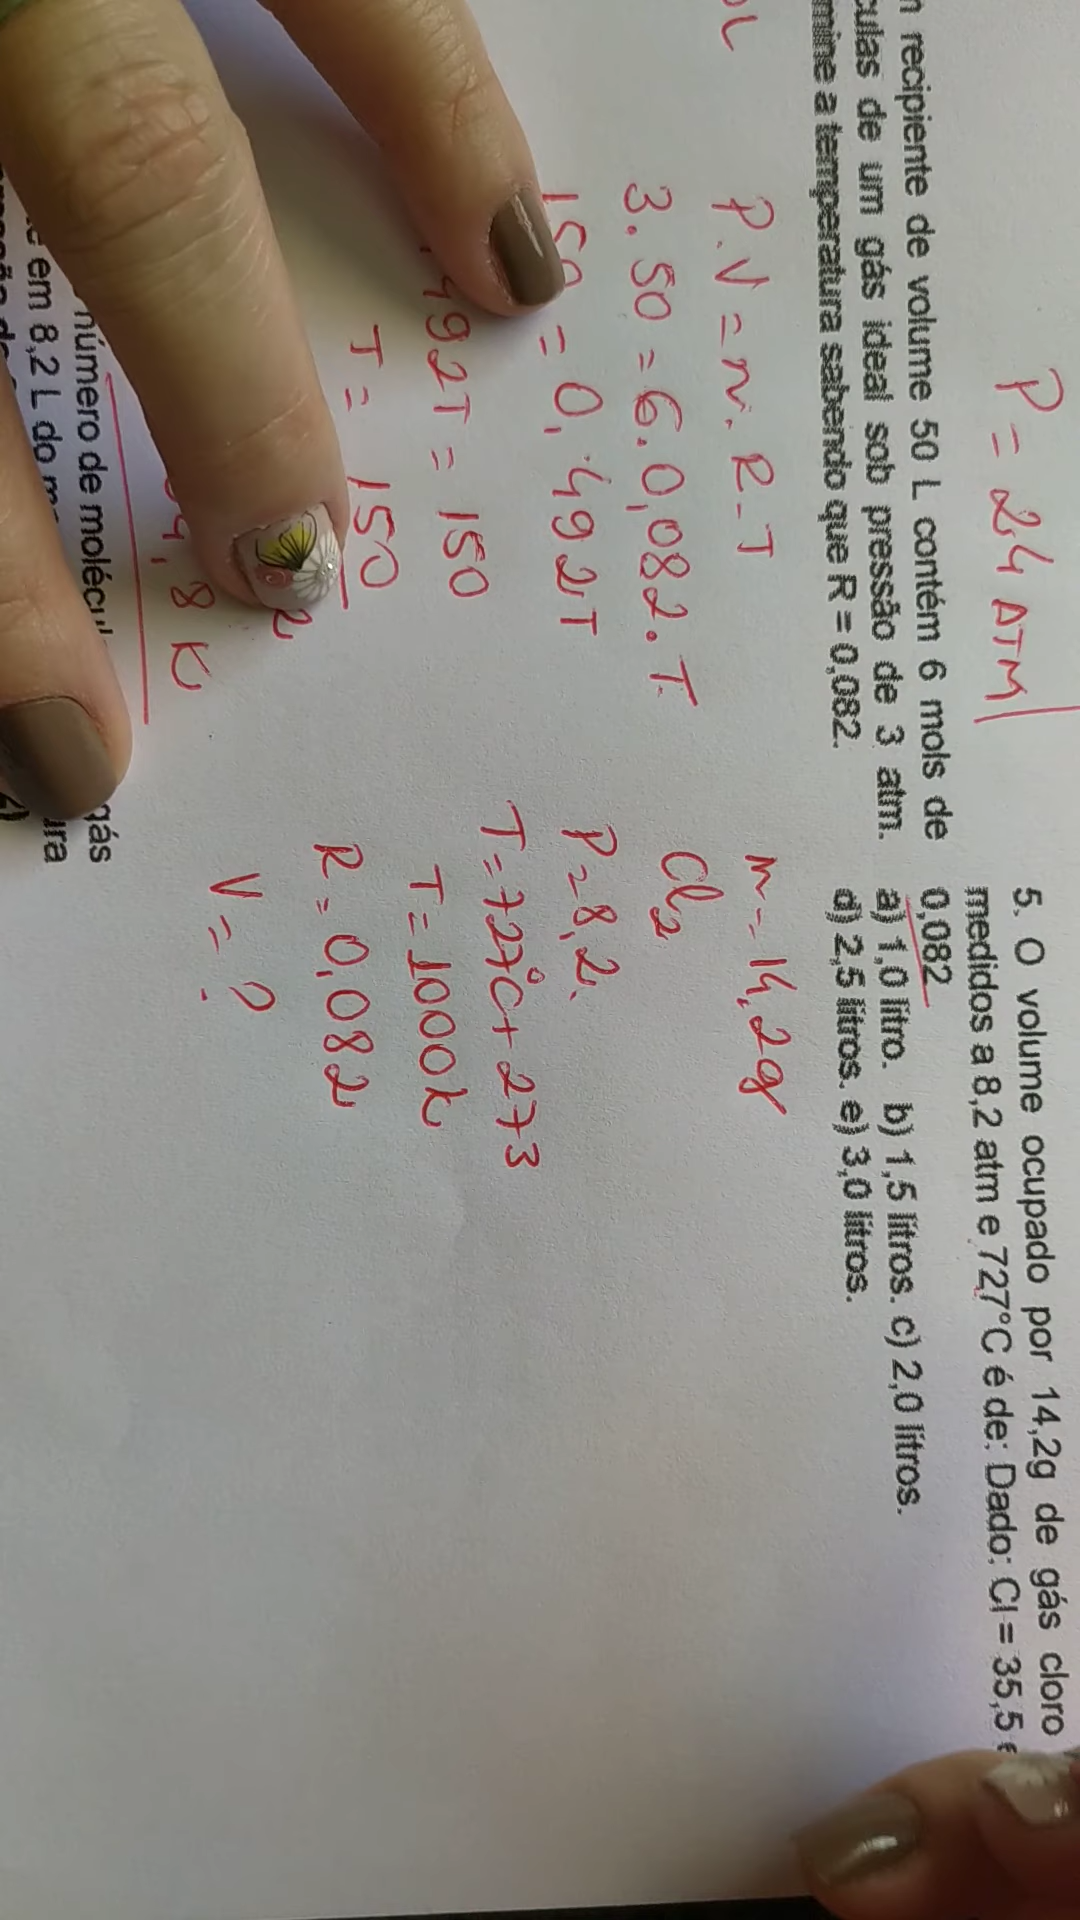 P = 24 ATM
recipiente de volume 50 L contém 6 mols de
culas de um gás ideal sob pressão de 3 atm.
mine a temperatura sabendo que R = 0,082.
P.V = n.R.T
3.50 = 6.0,082.T
= 0,492T
492T = 150
T = 150
2
4,8 K
número de moléc
gás
em 8,2 L do
ura
5. O volume ocupado por 14,2g de gás cloro
medidos a 8,2 atm e 727°C é de: Dado: Cl = 35,5 e
0,082
a) 1,0 litro. b) 1,5 litros. c) 2,0 litros.
d) 2,5 litros. e) 3,0 litros.
m = 14,2g
Cl2
P = 8,2.
T = 727°C + 273
T = 1000k
R = 0,082
V = ?